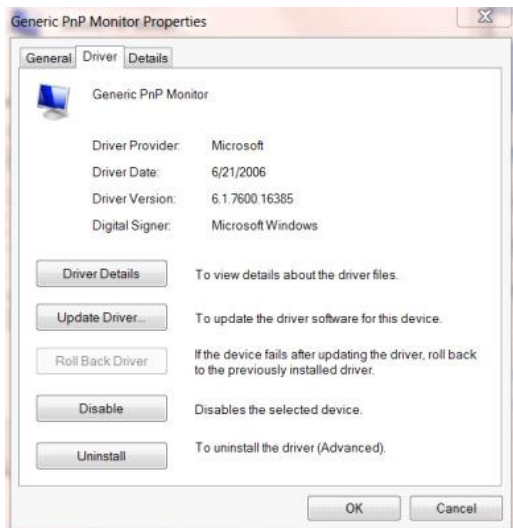 Generic PnP Monitor Properties
General Driver Details
Generic PnP Monitor
Driver Provider: Microsoft
Driver Date: 6/21/2006
Driver Version: 6.1.7600.16385
Digital Signer: Microsoft Windows
Driver Details To view details about the driver files.
Update Driver... To update the driver software for this device.
Roll Back Driver If the device fails after updating the driver, roll back
to the previously installed driver.
Disable Disables the selected device.
Uninstall To uninstall the driver (Advanced).
OK Cancel